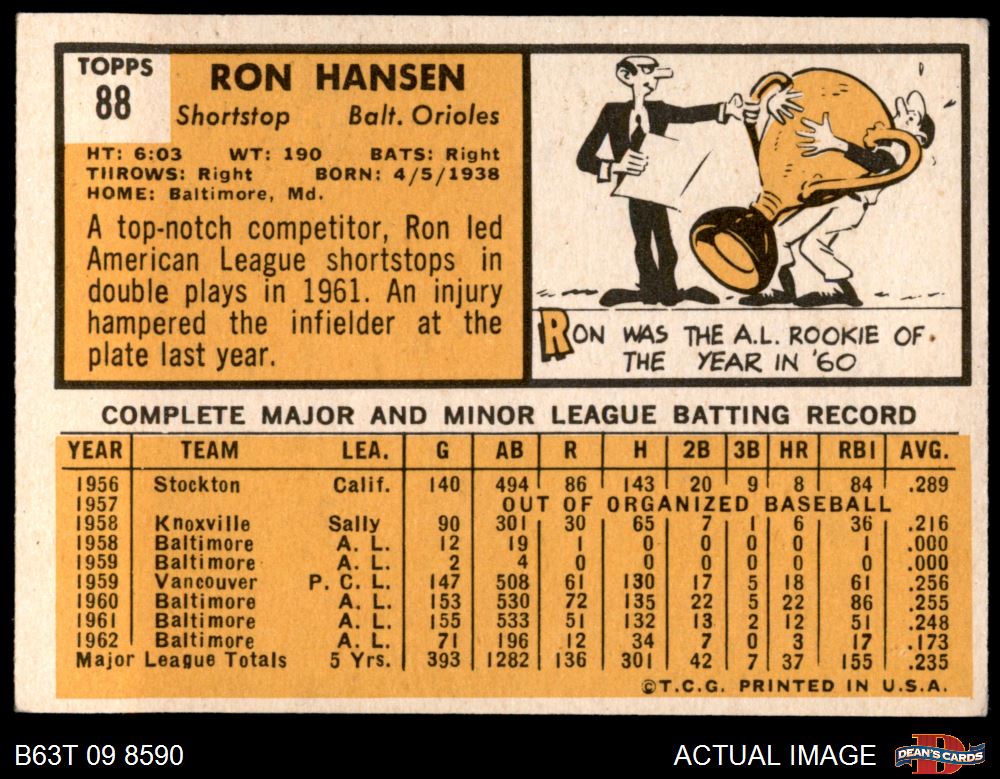 TOPPS
88
RON HANSEN
Shortstop Balt. Orioles
HT: 6:03 WT: 190 BATS: Right
THROWS: Right BORN: 4/5/1938
HOME: Baltimore, Md.
A top-notch competitor, Ron led
American League shortstops in
double plays in 1961. An injury
hampered the infielder at the
plate last year.
RON WAS THE A.L. ROOKIE OF
THE YEAR IN '60
COMPLETE MAJOR AND MINOR LEAGUE BATTING RECORD
YEAR TEAM LEA. G AB R H 2B 3B HR RBI AVG.
1956 Stockton Calif. 140 494 86 143 20 9 8 84 .289
1957 OUT OF ORGANIZED BASEBALL
1958 Knoxville Sally 90 301 30 65 7 1 6 36 .216
1958 Baltimore A. L. 12 19 1 0 0 0 0 1 .000
1959 Baltimore A. L. 2 4 0 0 0 0 0 0 .000
1959 Vancouver P. C. L. 147 508 61 130 17 5 18 61 .256
1960 Baltimore A. L. 153 530 72 135 22 5 22 86 .255
1961 Baltimore A. L. 155 533 51 132 13 2 12 51 .248
1962 Baltimore A. L. 71 196 12 34 7 0 3 17 .173
Major League Totals 5 Yrs. 393 1282 136 301 42 7 37 155 .235
©T.C.G. PRINTED IN U.S.A.
B63T 09 8590 ACTUAL IMAGE DEAN'S CARDS